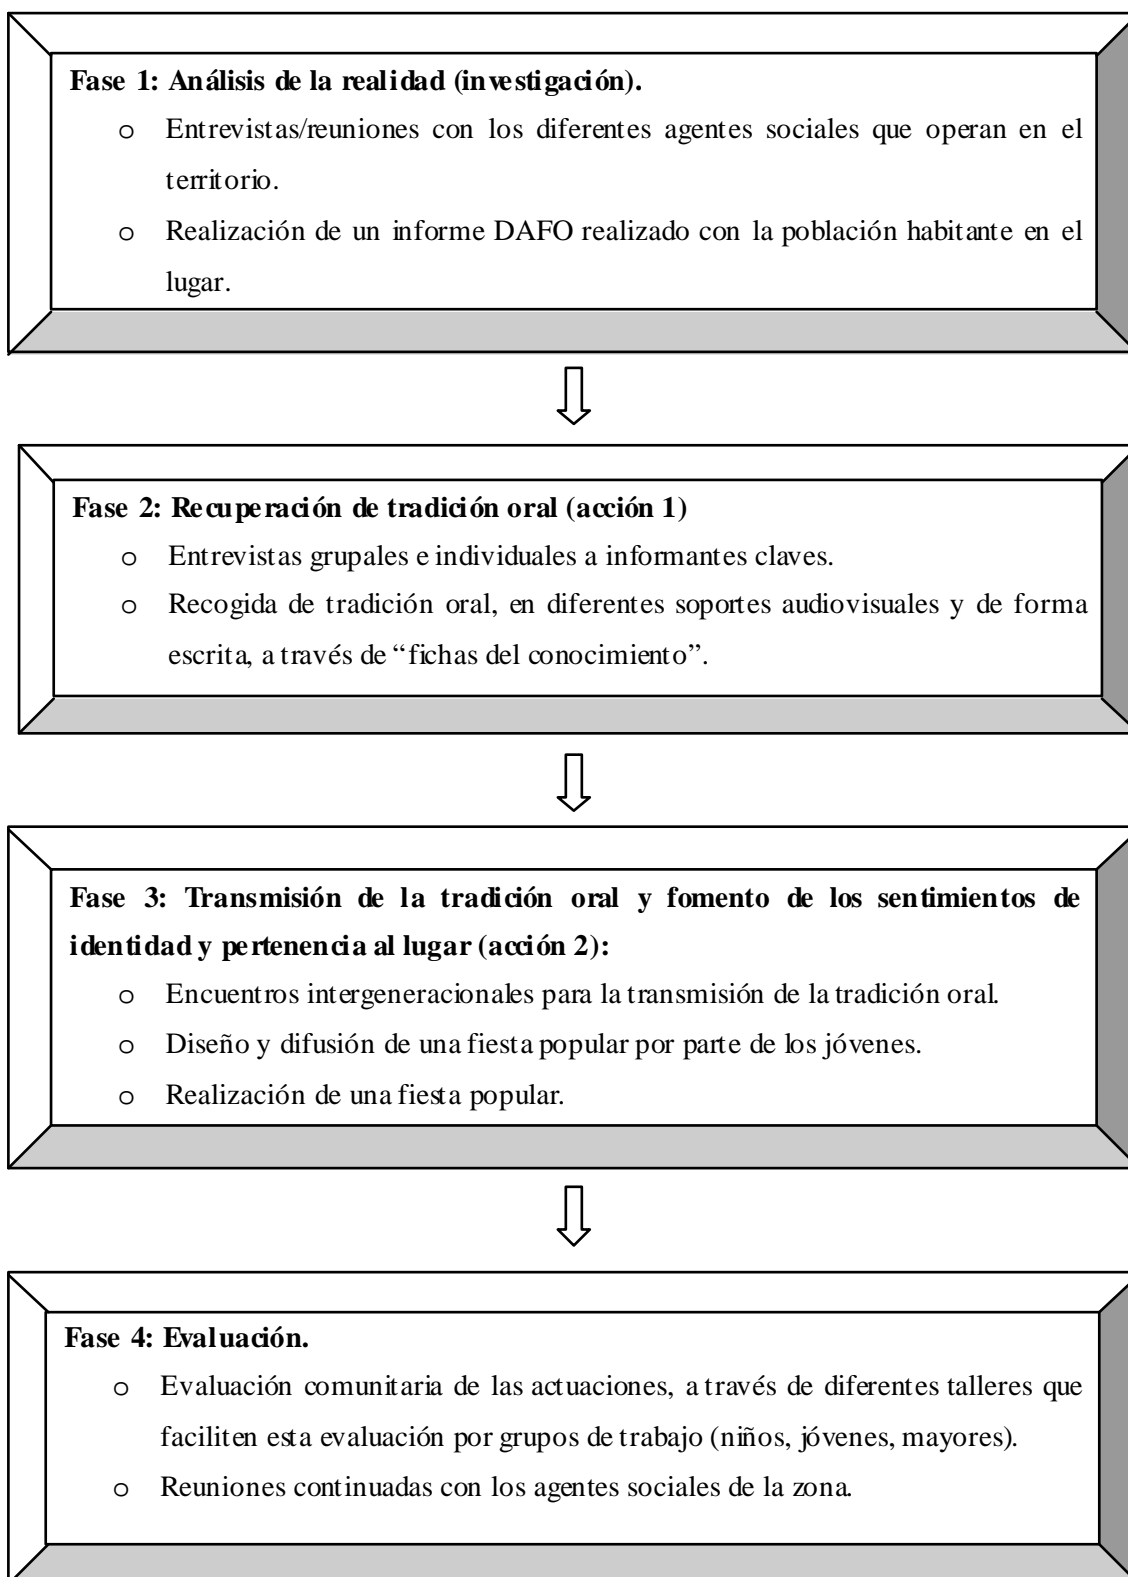 Fase 1: Análisis de la realidad (investigación).
o Entrevistas/reuniones con los diferentes agentes sociales que operan en el
territorio.
o Realización de un informe DAFO realizado con la población habitante en el
lugar.
Fase 2: Recuperación de tradición oral (acción 1)
o Entrevistas grupales e individuales a informantes claves.
o Recogida de tradición oral, en diferentes soportes audiovisuales y de forma
escrita, a través de “fichas del conocimiento”.
Fase 3: Transmisión de la tradición oral y fomento de los sentimientos de
identidad y pertenencia al lugar (acción 2):
o Encuentros intergeneracionales para la transmisión de la tradición oral.
o Diseño y difusión de una fiesta popular por parte de los jóvenes.
o Realización de una fiesta popular.
Fase 4: Evaluación.
o Evaluación comunitaria de las actuaciones, a través de diferentes talleres que
faciliten esta evaluación por grupos de trabajo (niños, jóvenes, mayores).
o Reuniones continuadas con los agentes sociales de la zona.